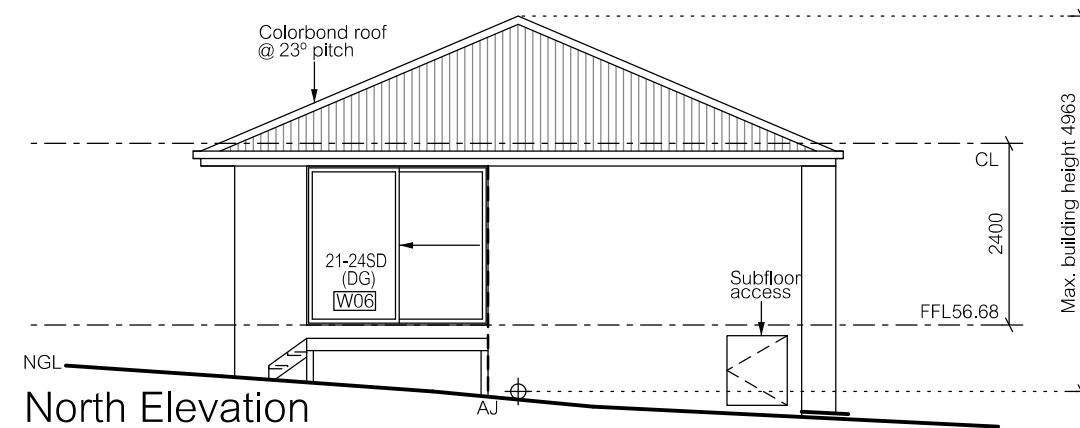 Colorbond roof
@ 23º pitch
Max. building height 4963
CL
2400
21-24SD
(DG)
W06
Subfloor
access
FFL56.68
NGL
North Elevation
AJ